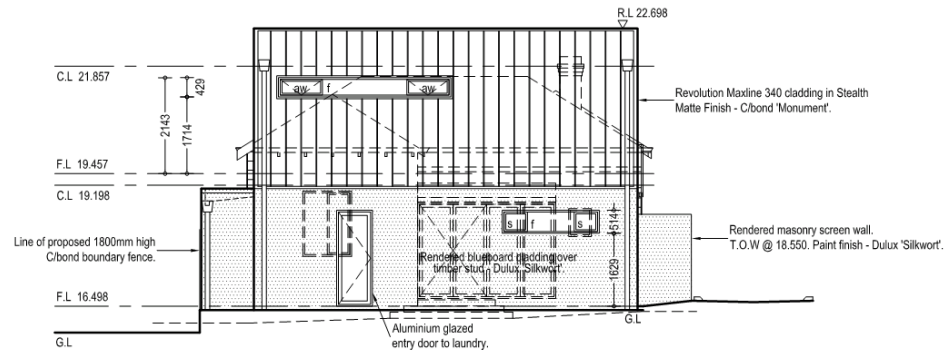 R.L 22.698
C.L 21.857
429
2143
1714
aw f aw
Revolution Maxline 340 cladding in Stealth
Matte Finish - C/bond 'Monument'.
F.L 19.457
C.L 19.198
s f s
514
Line of proposed 1800mm high
C/bond boundary fence.
Rendered blueboard cladding over
timber stud - Dulux 'Silkwort'.
1629
Rendered masonry screen wall.
T.O.W @ 18.550. Paint finish - Dulux 'Silkwort'.
F.L 16.498
G.L
Aluminium glazed
entry door to laundry.
G.L